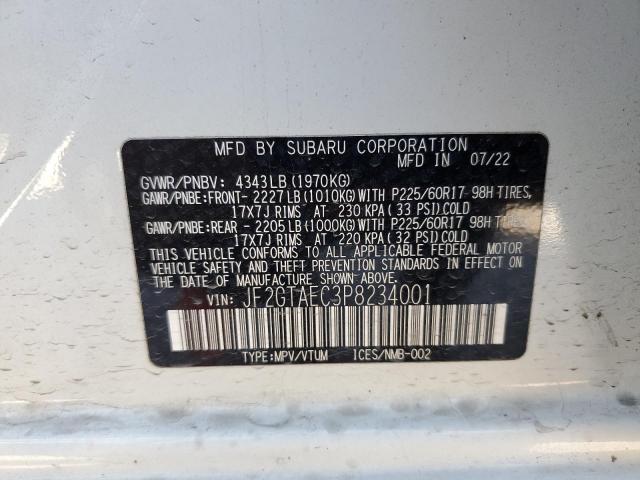 MFD BY SUBARU CORPORATION
MFD IN 07/22
GVWR/PNBV: 4343LB(1970KG)
GAWR/PNBE:FRONT- 2227LB(1010KG)WITH P225/60R17 98H TIRES,
17X7J RIMS AT 230 KPA(33 PSI)COLD
GAWR/PNBE:REAR - 2205LB(1000KG)WITH P225/60R17 98H TIRES,
17X7J RIMS AT 220 KPA(32 PSI)COLD
THIS VEHICLE CONFORMS TO ALL APPLICABLE FEDERAL MOTOR
VEHICLE SAFETY AND THEFT PREVENTION STANDARDS IN EFFECT ON
THE DATE OF MANUFACTURE SHOWN ABOVE.
VIN: JF2GTAEC3P8234001
TYPE:MPV/VTUM ICES/NMB-002